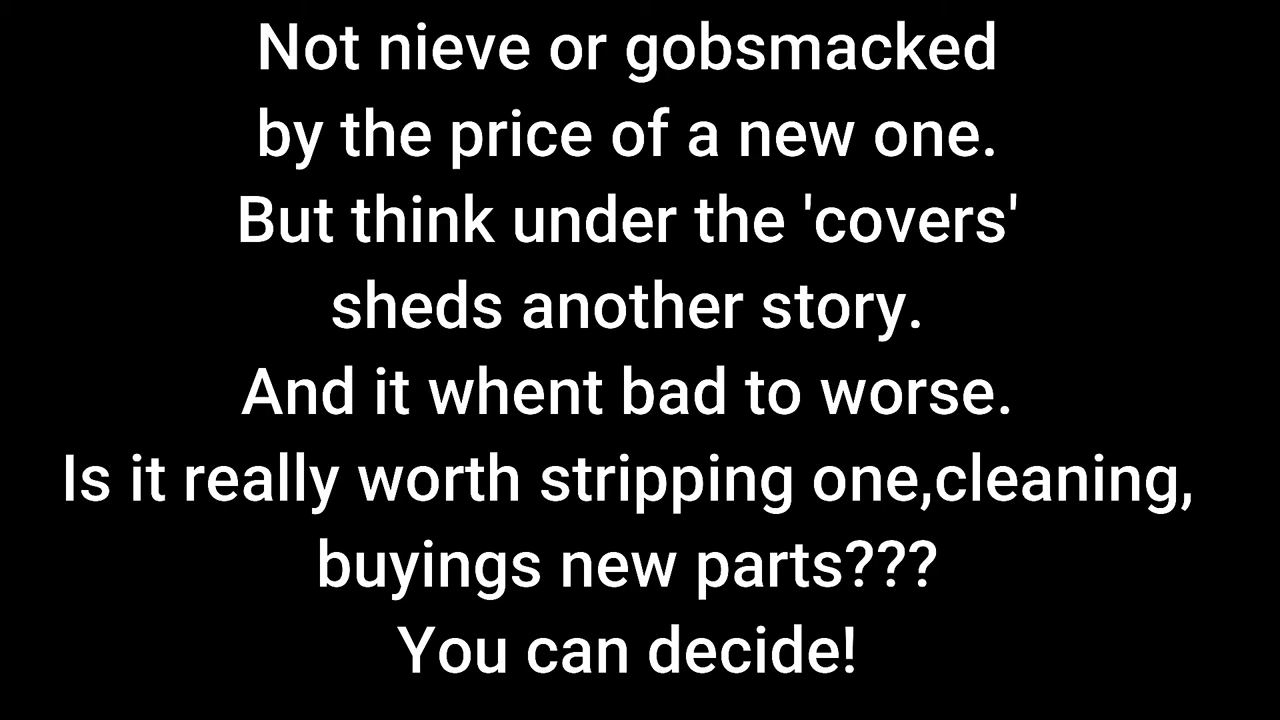 Not nieve or gobsmacked
by the price of a new one.
But think under the 'covers'
sheds another story.
And it whent bad to worse.
Is it really worth stripping one,cleaning,
buyings new parts???
You can decide!